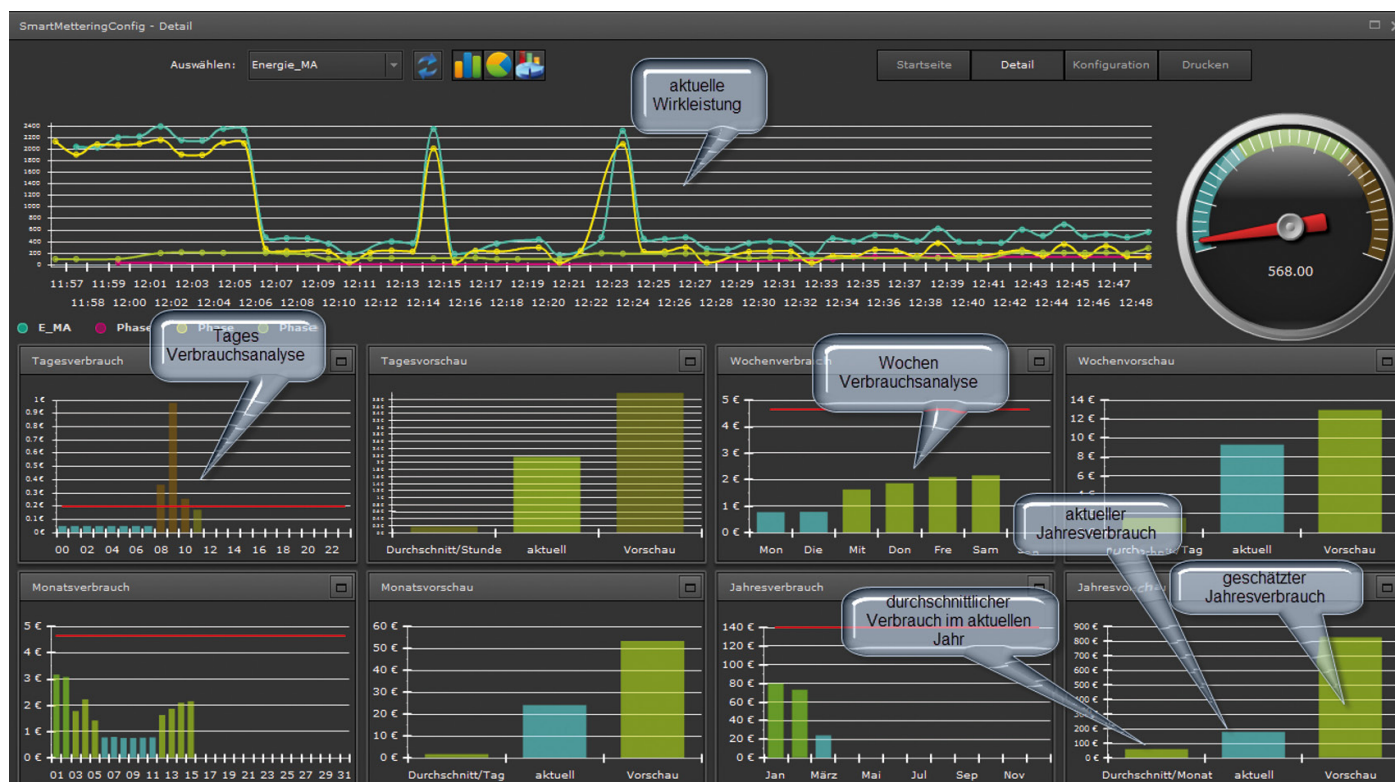 SmartMetteringConfig - Detail
Auswählen: Energie_MA
Startseite Detail Konfiguration Drucken
aktuelle
Wirkleistung
2400
2200
2000
1800
1600
1400
1200
1000
800
600
400
200
0
11:57 11:59 12:01 12:03 12:05 12:07 12:09 12:11 12:13 12:15 12:17 12:19 12:21 12:23 12:25 12:27 12:29 12:31 12:33 12:35 12:37 12:39 12:41 12:43 12:45 12:47
11:58 12:00 12:02 12:04 12:06 12:08 12:10 12:12 12:14 12:16 12:18 12:20 12:22 12:24 12:26 12:28 12:30 12:32 12:34 12:36 12:38 12:40 12:42 12:44 12:46 12:48
568.00
E_MA Phase Phase Phase
Tages
Verbrauchsanalyse
Tagesverbrauch
1 €
0.9 €
0.8 €
0.7 €
0.6 €
0.5 €
0.4 €
0.3 €
0.2 €
0.1 €
0 €
00 02 04 06 08 10 12 14 16 18 20 22
Tagesvorschau
Durchschnitt/Stunde aktuell Vorschau
Wochenverbrauch
Wochen
Verbrauchsanalyse
5 €
4 €
3 €
2 €
1 €
0 €
Mon Die Mit Don Fre Sam
Wochenvorschau
14 €
12 €
10 €
8 €
6 €
aktueller
Jahresverbrauch
Durchschnitt/Tag aktuell Vorschau
Monatsverbrauch
5 €
4 €
3 €
2 €
1 €
0 €
01 03 05 07 09 11 13 15 17 19 21 23 25 27 29 31
Monatsvorschau
60 €
50 €
40 €
30 €
20 €
10 €
0 €
Durchschnitt/Tag aktuell Vorschau
Jahresverbrauch
durchschnittlicher
Verbrauch im aktuellen
Jahr
140 €
120 €
100 €
80 €
60 €
40 €
20 €
0 €
Jan März Mai Jul Sep Nov
Jahresvorschau
geschätzter
Jahresverbrauch
900 €
800 €
700 €
600 €
500 €
400 €
300 €
200 €
100 €
0 €
Durchschnitt/Monat aktuell Vorschau